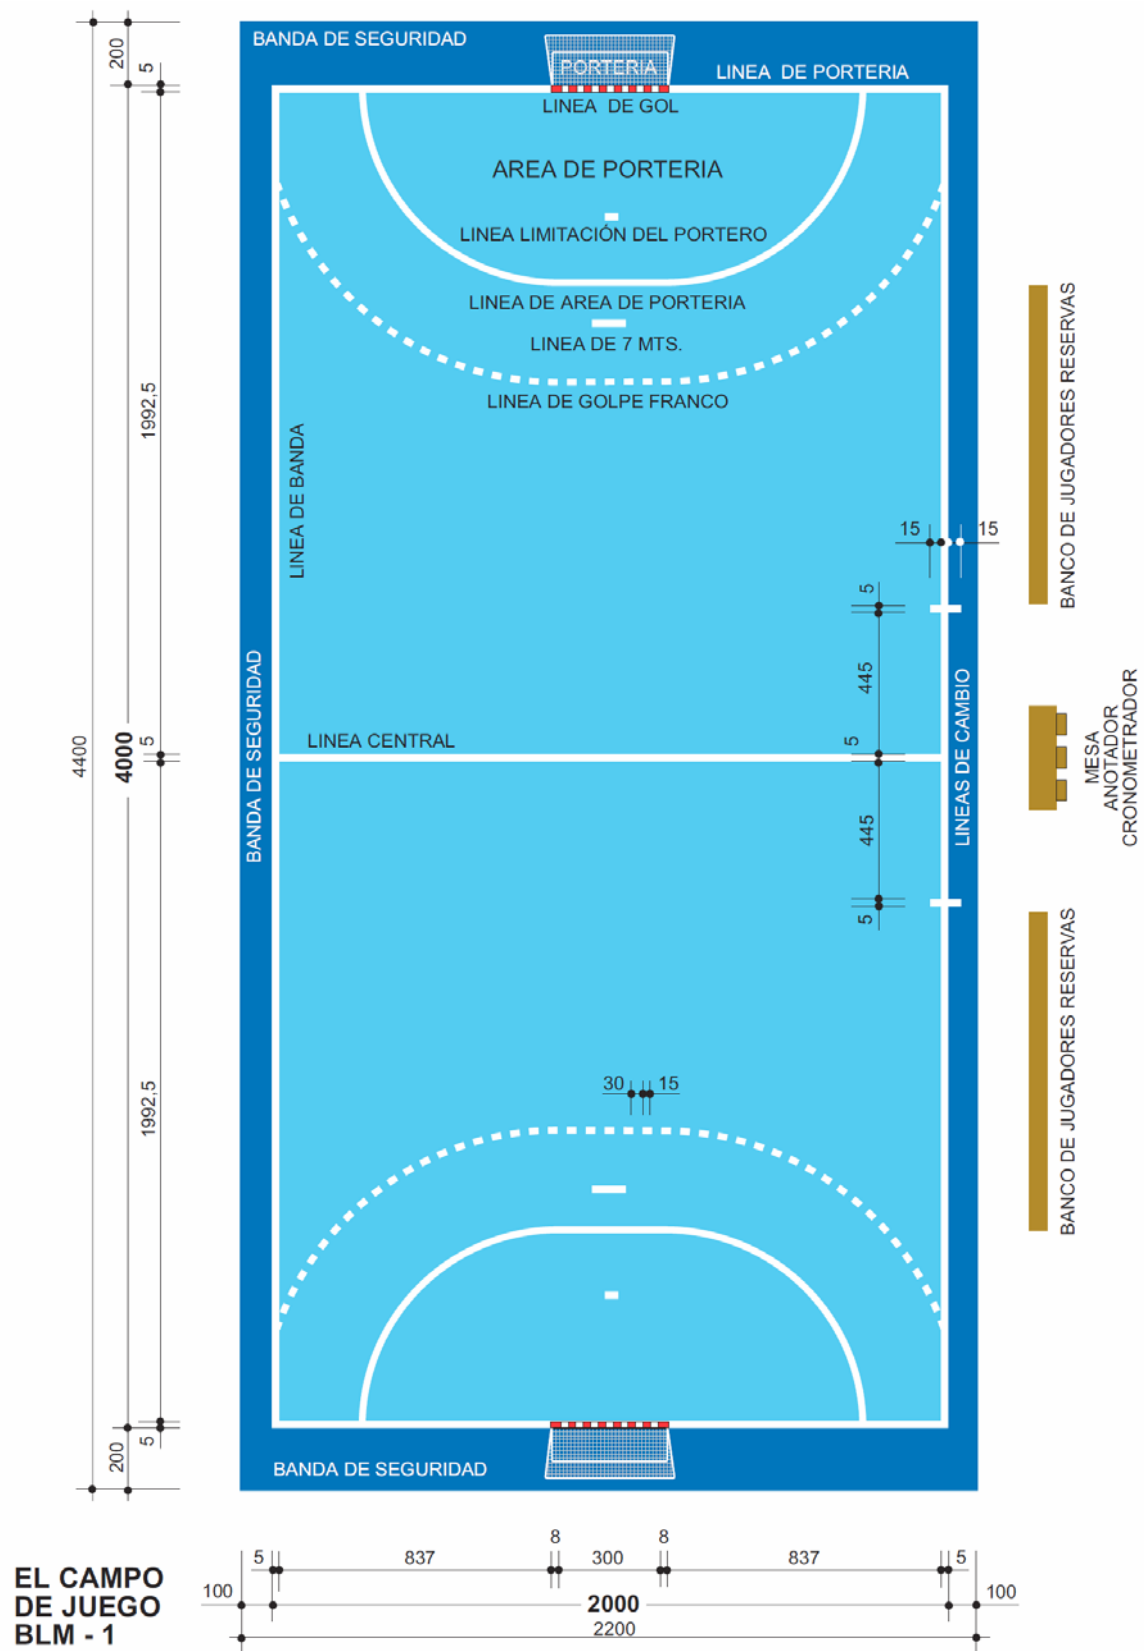 BANDA DE SEGURIDAD
PORTERIA
LINEA DE PORTERIA
LINEA DE GOL
AREA DE PORTERIA
LINEA LIMITACIÓN DEL PORTERO
LINEA DE AREA DE PORTERIA
LINEA DE 7 MTS.
LINEA DE GOLPE FRANCO
LINEA DE BANDA
BANCO DE JUGADORES RESERVAS
200
5
1992,5
15
15
5
445
BANDA DE SEGURIDAD
LINEA CENTRAL
5
LINEAS DE CAMBIO
MESA
ANOTADOR
CRONOMETRADOR
4400
4000
5
445
5
BANCO DE JUGADORES RESERVAS
1992,5
30
15
200
5
BANDA DE SEGURIDAD
8
8
5
837
300
837
5
100
2000
100
2200
EL CAMPO
DE JUEGO
BLM - 1